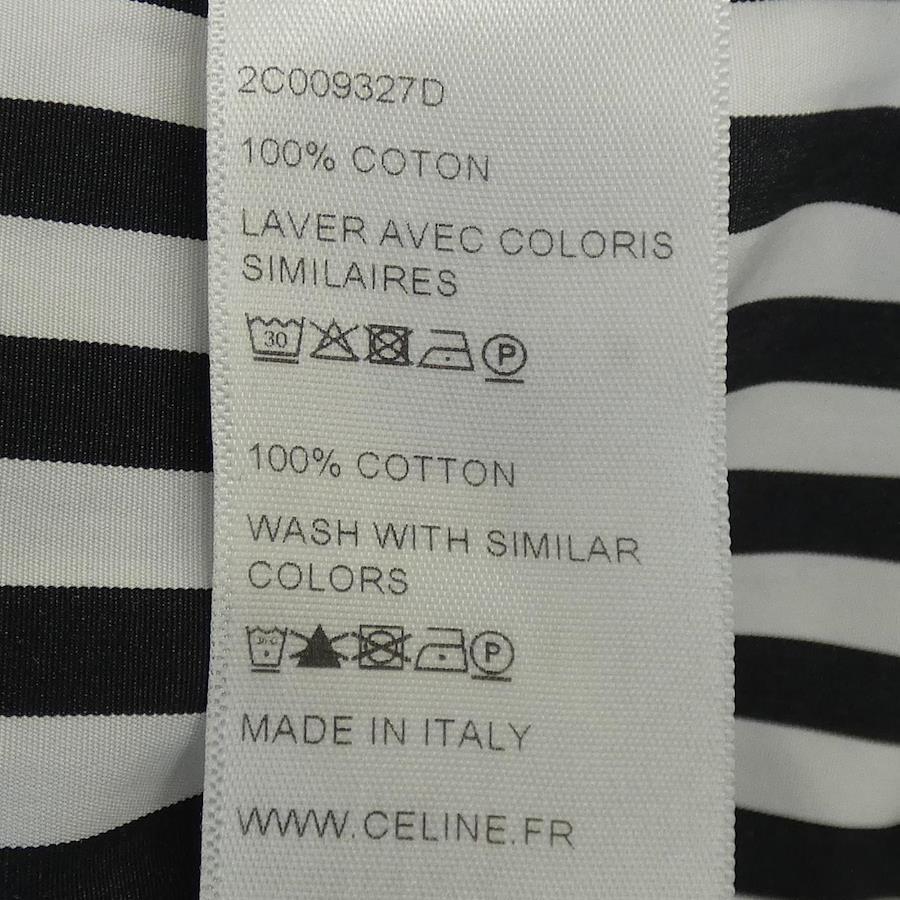 2C009327D
100% COTON
LAVER AVEC COLORIS
SIMILAIRES
30
P
100% COTTON
WASH WITH SIMILAR
COLORS
P
MADE IN ITALY
WWW.CELINE.FR